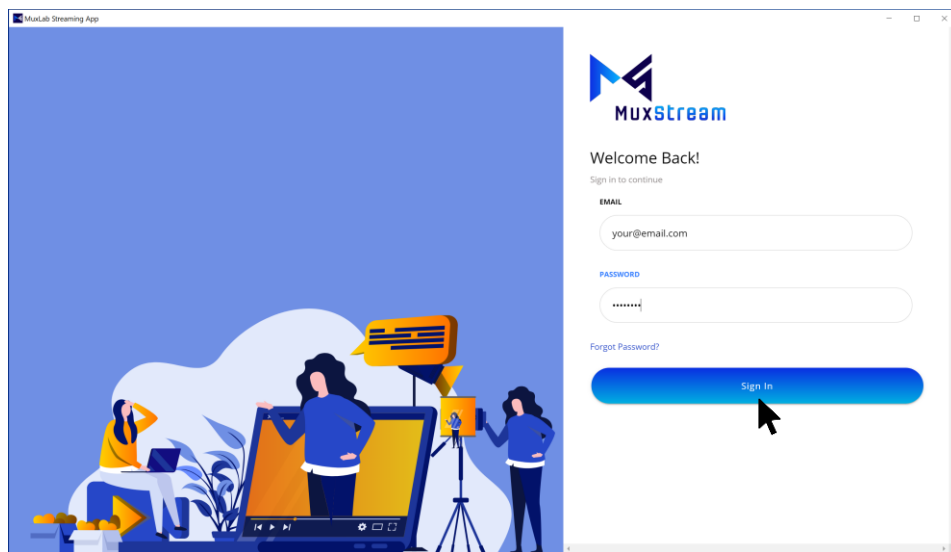 MuxLab Streaming App
MuxStream
Welcome Back!
Sign in to continue
EMAIL
your@email.com
PASSWORD
••••••••
Forgot Password?
Sign In